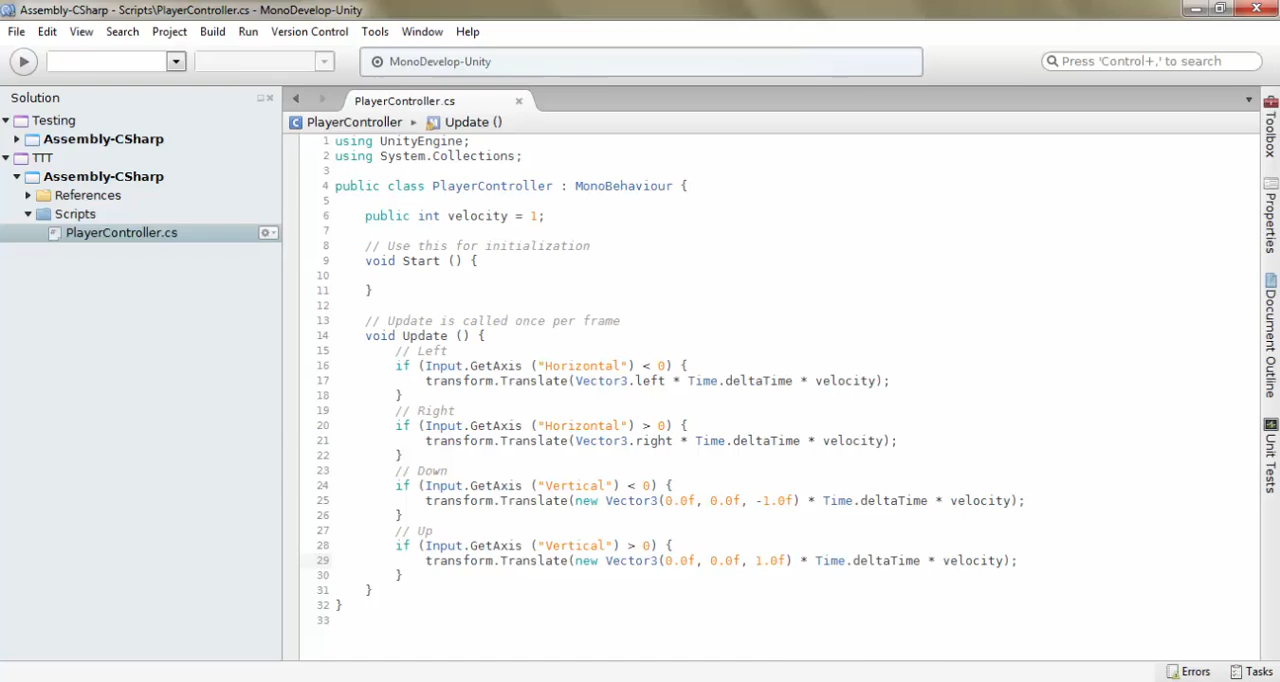 Assembly-CSharp - Scripts\PlayerController.cs - MonoDevelop-Unity
File Edit View Search Project Build Run Version Control Tools Window Help
MonoDevelop-Unity
Press 'Control+,' to search
Solution
Testing
Assembly-CSharp
TTT
Assembly-CSharp
References
Scripts
PlayerController.cs
PlayerController.cs
PlayerController Update ()
1 using UnityEngine;
2 using System.Collections;
3
4 public class PlayerController : MonoBehaviour {
5
6 public int velocity = 1;
7
8 // Use this for initialization
9 void Start () {
10
11 }
12
13 // Update is called once per frame
14 void Update () {
15 // Left
16 if (Input.GetAxis ("Horizontal") < 0) {
17 transform.Translate(Vector3.left * Time.deltaTime * velocity);
18 }
19 // Right
20 if (Input.GetAxis ("Horizontal") > 0) {
21 transform.Translate(Vector3.right * Time.deltaTime * velocity);
22 }
23 // Down
24 if (Input.GetAxis ("Vertical") < 0) {
25 transform.Translate(new Vector3(0.0f, 0.0f, -1.0f) * Time.deltaTime * velocity);
26 }
27 // Up
28 if (Input.GetAxis ("Vertical") > 0) {
29 transform.Translate(new Vector3(0.0f, 0.0f, 1.0f) * Time.deltaTime * velocity);
30 }
31 }
32 }
33
Toolbox
Properties
Document Outline
Unit Tests
Errors Tasks